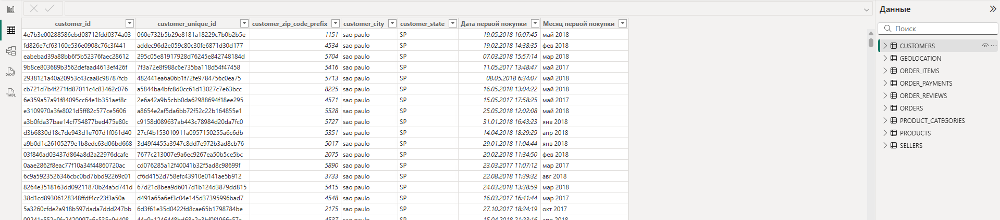 Данные
Поиск
customer_id customer_unique_id customer_zip_code_prefix customer_city customer_state Дата первой покупки Месяц первой покупки
4e7b3e00288586ebd08712fdd0374a03 060e732b5b29e8181a18229c7b0b2b5e 1151 sao paulo SP 19.05.2018 16:07:45 май 2018
fd826e7cf63160e536e0908c76c3f441 addec96d2e059c80c30fe6871d30d177 4534 sao paulo SP 19.02.2018 14:38:35 фев 2018
eabebad39a88bb6f5b52376faec28612 295c05e81917928d76245e842748184d 5704 sao paulo SP 07.03.2018 15:57:14 мар 2018
9b8ce803689b3562defaad4613ef426f 7f3a72e8f988c6e735ba118d54f47458 5416 sao paulo SP 11.05.2017 13:48:47 май 2017
2938121a40a20953c43caa8c98787fcb 482441ea6a06b1f72fe9784756c0ea75 5713 sao paulo SP 08.05.2018 6:34:07 май 2018
cb721d7b4f271fd87011c4c83462c076 a5844ba4bfc8d0cc61d13027c7e63bcc 8225 sao paulo SP 16.05.2018 13:04:22 май 2018
6e359a57a91f84095cc64e1b351aef8c 2e6a42a9b5cbb0da62988694f18ee295 4571 sao paulo SP 15.05.2017 17:58:25 май 2017
e3109970a3fe8021d5ff82c577ce5606 a8654e2af5da6bb72f52c22b164855e1 5528 sao paulo SP 25.05.2018 12:02:08 май 2018
a3b0fda37bae14cf754877bed475e80c c9158d089637ab443c78984d20da7fc0 5727 sao paulo SP 31.01.2018 16:43:23 янв 2018
d3b6830d18c7de943d1e707d1f061d40 27cf4b153010911a0957150255a6c6db 5351 sao paulo SP 14.04.2018 18:29:29 апр 2018
a9b0d1c26105279e1b8edc63d06bd668 3d49f4455a3947c8dd7e972b3ad8cb76 5017 sao paulo SP 29.01.2018 11:04:44 янв 2018
03f846ad03437d864a8d2a22976dcafe 7677c213007e9a6ec9267ea50b5ce5bc 2075 sao paulo SP 20.02.2018 11:34:50 фев 2018
0aae2862f8eac77f10a34f44860720ac cd076285a12f40041b32f5ad8c98699f 5890 sao paulo SP 23.03.2017 11:07:12 мар 2017
6c9a5923526346cbc0bd7bbd92269c01 cf6d4152d758efc43910e0141ae5b912 3733 sao paulo SP 22.08.2018 11:39:32 авг 2018
8264e3518163dd09211870b24a5d741d 67d21c8bea9d6017d1b124d3879dd815 5415 sao paulo SP 24.03.2018 13:38:59 мар 2018
38d1cd89306128348ffdf4cc23f3a50a d491a65a6ef3c04e145d37395996bad7 4548 sao paulo SP 16.03.2017 16:41:44 мар 2017
5a3260cfde2a918b597dada7ddd247bb 6d3f61e35d0422fd8cae65b1798784be 2175 sao paulo SP 27.10.2017 18:24:19 окт 2017
sao paulo SP
CUSTOMERS
GEOLOCATION
ORDER_ITEMS
ORDER_PAYMENTS
ORDER_REVIEWS
ORDERS
PRODUCT_CATEGORIES
PRODUCTS
SELLERS
DAX
TMDL